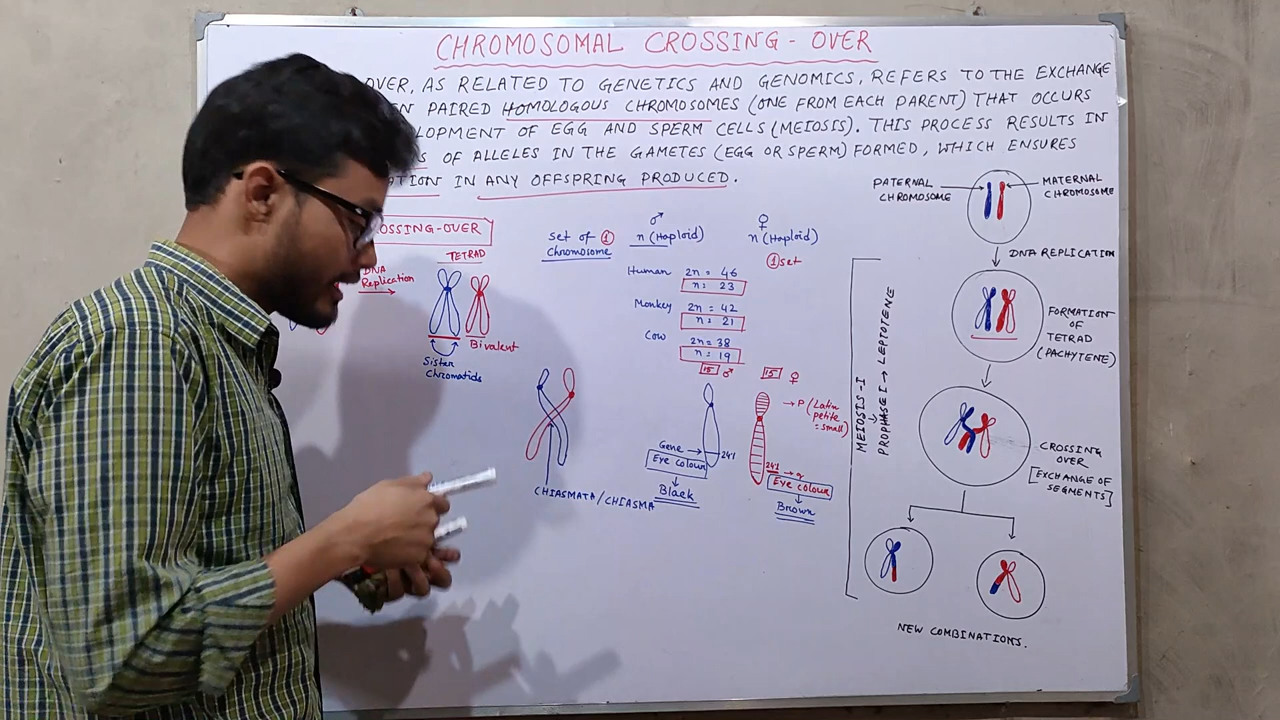 CHROMOSOMAL CROSSING-OVER
OVER, AS RELATED TO GENETICS AND GENOMICS, REFERS TO THE EXCHANGE
PAIRED HOMOLOGOUS CHROMOSOMES (ONE FROM EACH PARENT) THAT OCCURS
OF EGG AND SPERM CELLS (MEIOSIS). THIS PROCESS RESULTS IN
OF ALLELES IN THE GAMETES (EGG OR SPERM) FORMED, WHICH ENSURES
IN ANY OFFSPRING PRODUCED.
OSSING-OVER
DNA
Replication
TETRAD
Sister
Chromatids
Bivalent
CHIASMATA/CHIASMA
set of 1
chromosome
♂
n (Haploid)
♀
n (Haploid)
1 set
Human 2n = 46
n: 23
Monkey 2n = 42
n: 21
Cow 2n = 38
n = 19
15 ♂
15 ♀
→ P (Latin
petite
= small)
Gene →
Eye colour
241
↓
Black
241 → q
Eye colour
↓
Brown
MEIOSIS-I
↓
PROPHASE I → LEPTOTENE
PATERNAL
CHROMOSOME
MATERNAL
CHROMOSOME
DNA REPLICATION
FORMATION
OF
TETRAD
(PACHYTENE)
CROSSING
OVER
[EXCHANGE OF
SEGMENTS]
NEW COMBINATIONS.